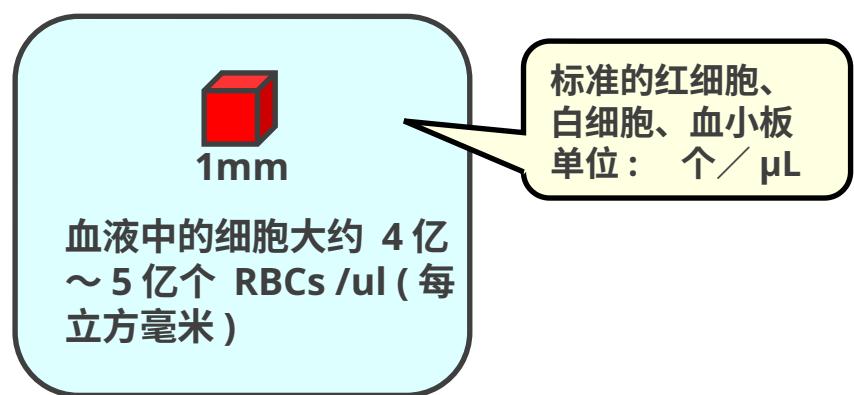 1mm
血液中的细胞大约 4亿
～5亿个 RBCs /ul ( 每
立方毫米 )
标准的红细胞、
白细胞、血小板
单位： 个／ μL